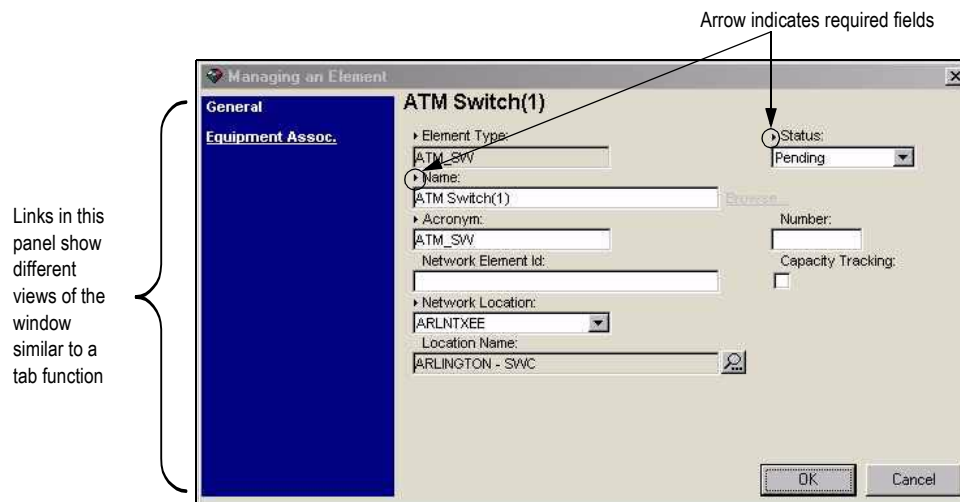 Arrow indicates required fields
Managing an Element
General
Equipment Assoc.
ATM Switch(1)
Element Type:
ATM_SW
Status:
Pending
Name:
ATM Switch(1)
Browse...
Acronym:
ATM_SW
Number:
Network Element Id:
Capacity Tracking:
Network Location:
ARLNTXEE
Location Name:
ARLINGTON - SWC
OK
Cancel
Links in this
panel show
different
views of the
window
similar to a
tab function